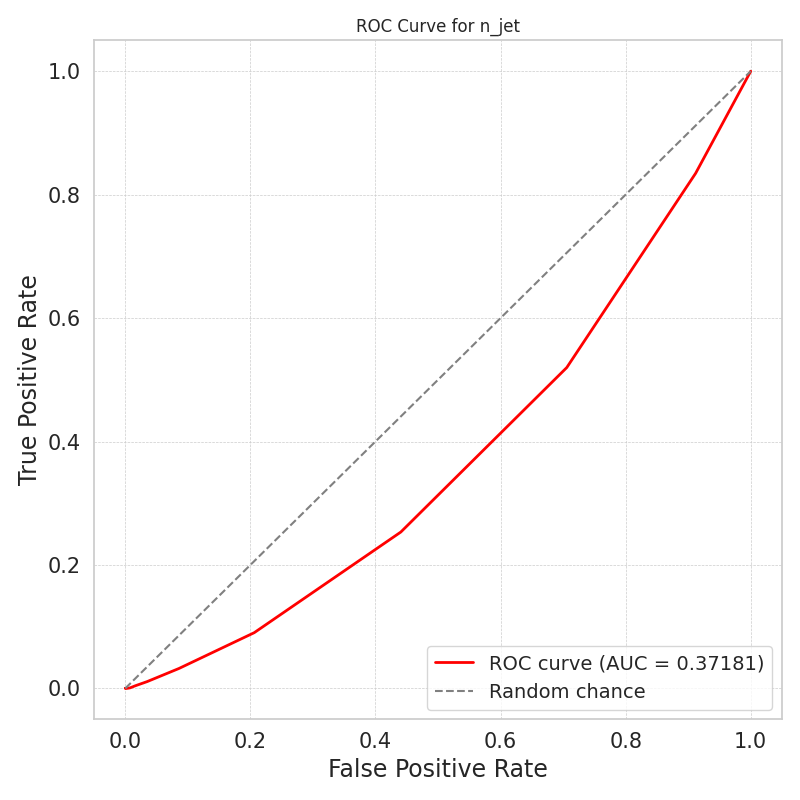 ROC Curve for n_jet
1.0
0.8
0.6
0.4
0.2
0.0
True Positive Rate
ROC curve (AUC = 0.37181)
Random chance
0.0 0.2 0.4 0.6 0.8 1.0
False Positive Rate